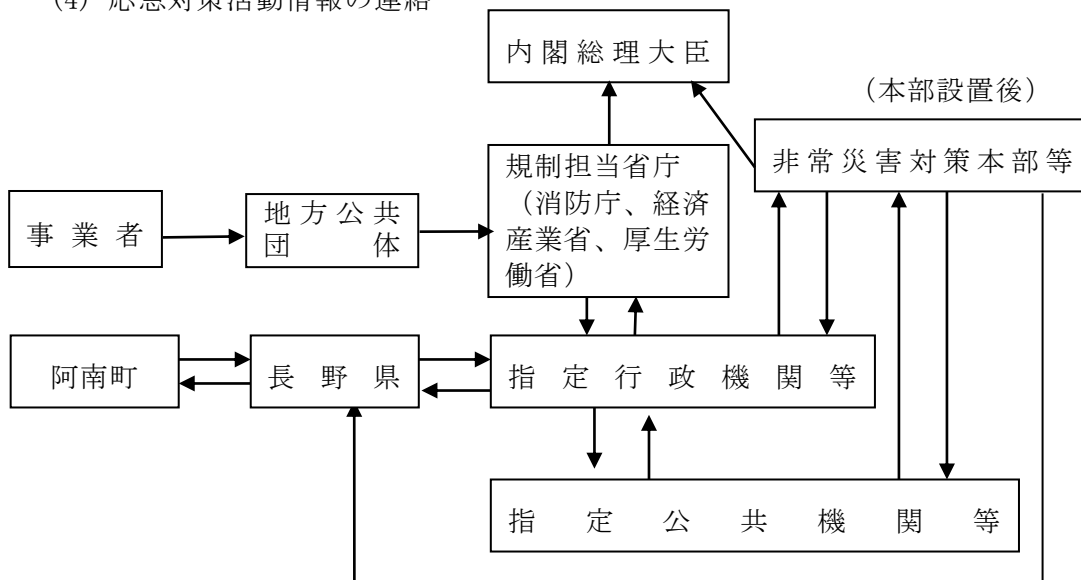 (4) 応急対策活動情報の連絡
内閣総理大臣
（本部設置後）
非常災害対策本部等
規制担当省庁
（消防庁、経済
産業省、厚生労
働省）
事業者
地方公共
団体
阿南町
長野県
指定行政機関等
指定公共機関等